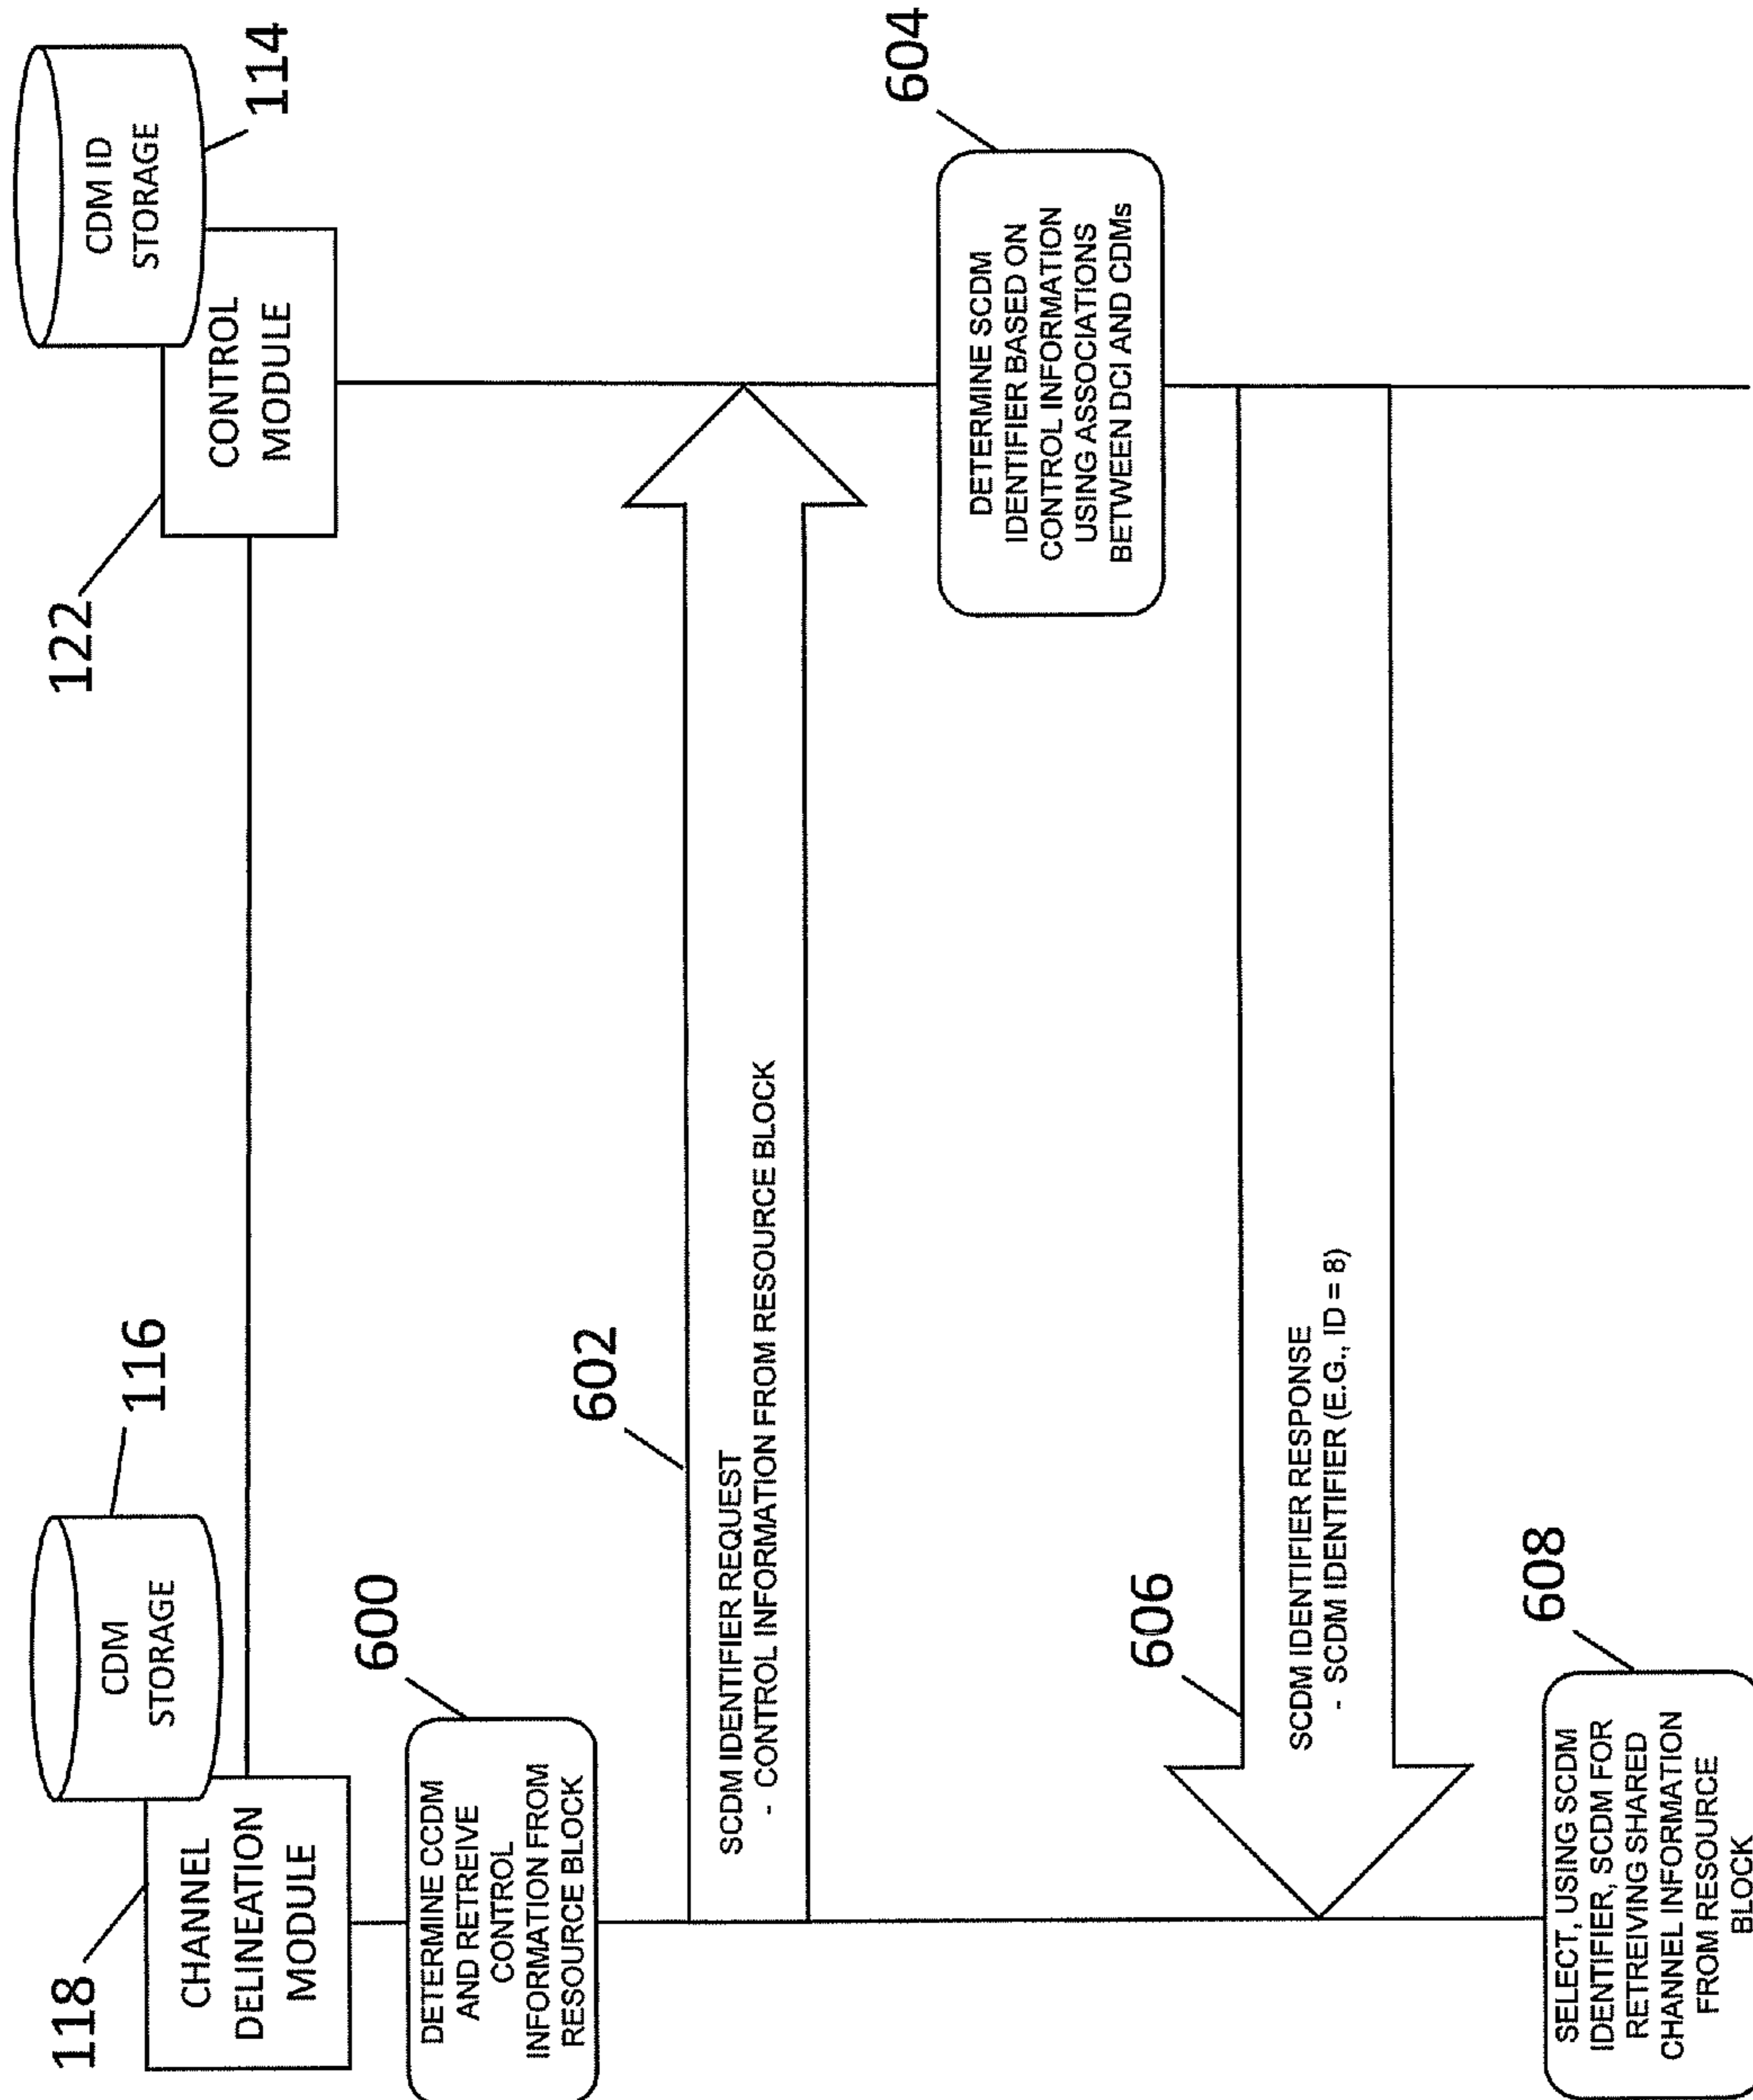 118
CHANNEL
DELINEATION
MODULE
CDM
STORAGE
116
122
CONTROL
MODULE
CDM ID
STORAGE
114
600
DETERMINE CCDM
AND RETREIVE
CONTROL
INFORMATION FROM
RESOURCE BLOCK
602
SCDM IDENTIFIER REQUEST
- CONTROL INFORMATION FROM RESOURCE BLOCK
604
DETERMINE SCDM
IDENTIFIER BASED ON
CONTROL INFORMATION
USING ASSOCIATIONS
BETWEEN DCI AND CDMs
606
SCDM IDENTIFIER RESPONSE
- SCDM IDENTIFIER (E.G., ID = 8)
608
SELECT, USING SCDM
IDENTIFIER, SCDM FOR
RETREIVING SHARED
CHANNEL INFORMATION
FROM RESOURCE
BLOCK